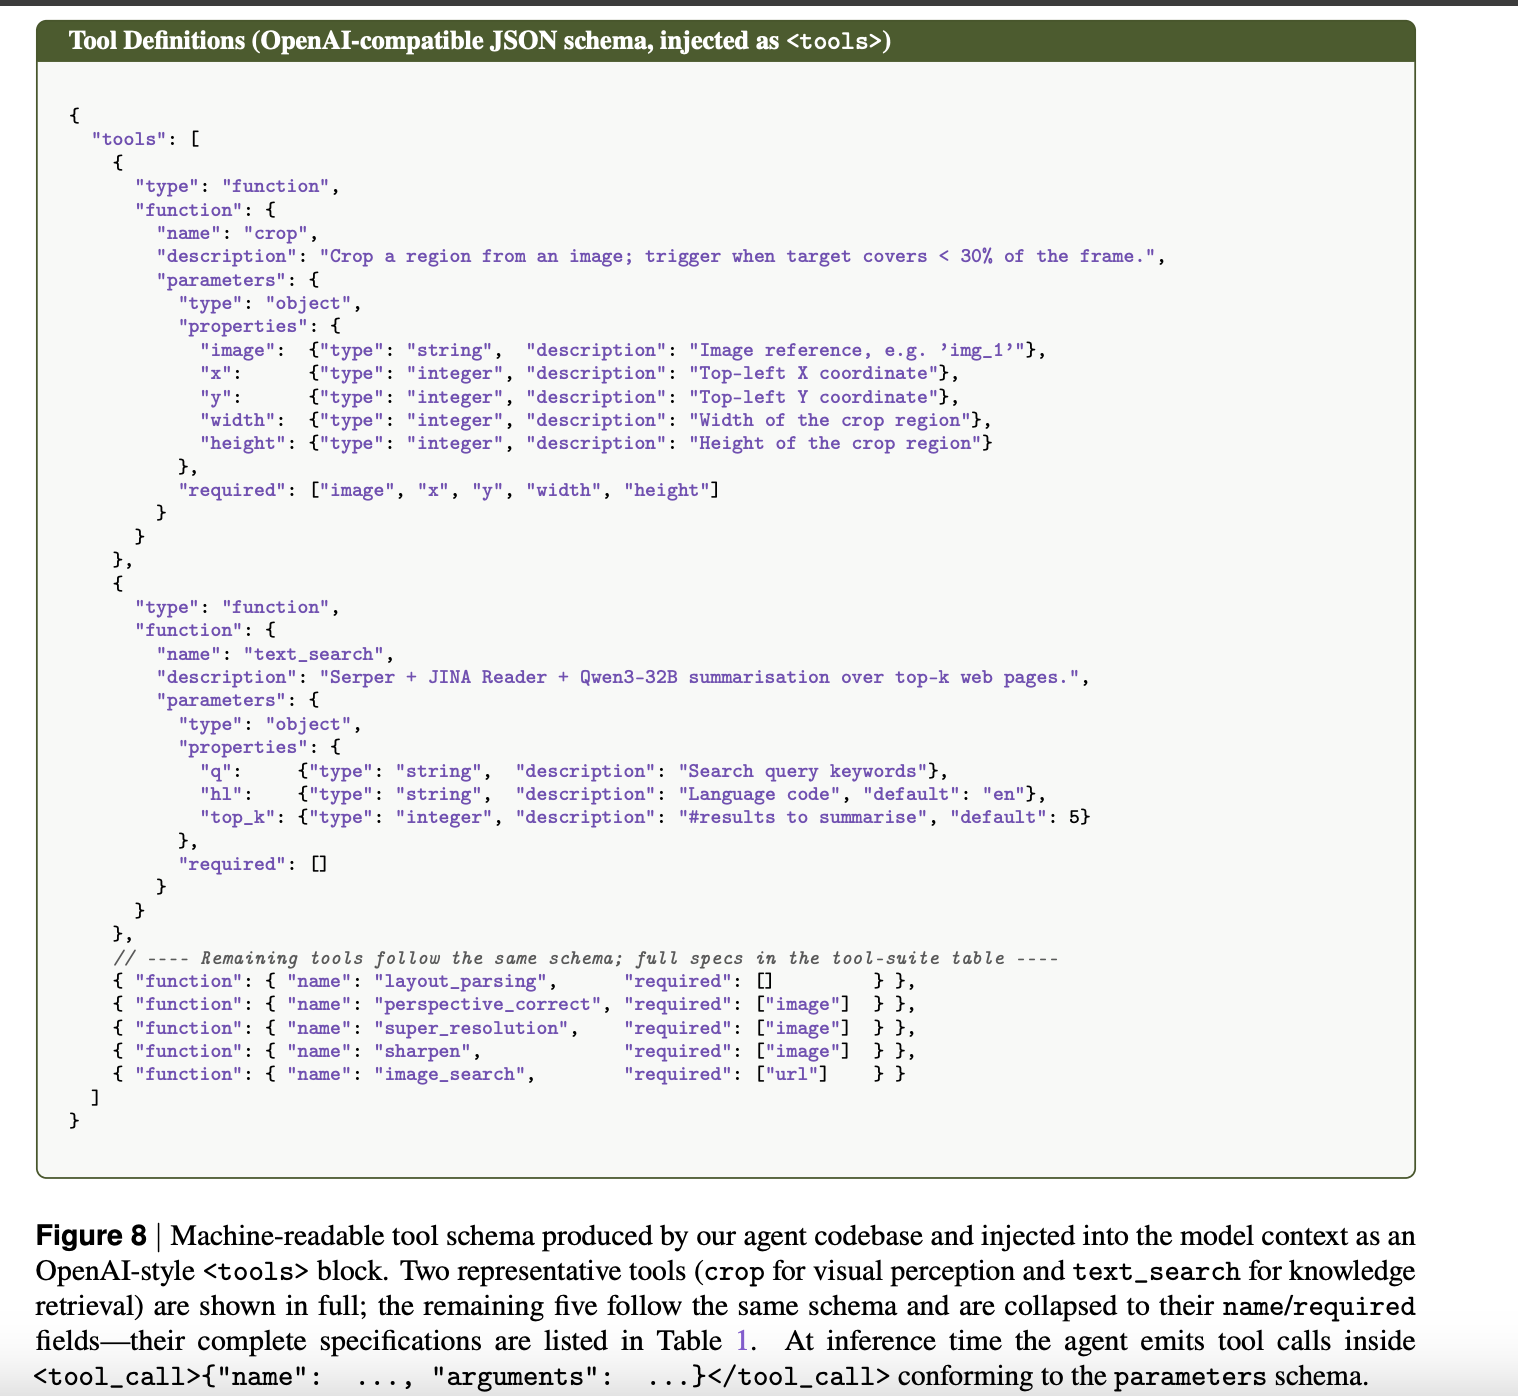 Tool Definitions (OpenAI-compatible JSON schema, injected as <tools>)
{
  "tools": [
    {
      "type": "function",
      "function": {
        "name": "crop",
        "description": "Crop a region from an image; trigger when target covers < 30% of the frame.",
        "parameters": {
          "type": "object",
          "properties": {
            "image":  {"type": "string",  "description": "Image reference, e.g. ’img_1’"},
            "x":      {"type": "integer", "description": "Top-left X coordinate"},
            "y":      {"type": "integer", "description": "Top-left Y coordinate"},
            "width":  {"type": "integer", "description": "Width of the crop region"},
            "height": {"type": "integer", "description": "Height of the crop region"}
          },
          "required": ["image", "x", "y", "width", "height"]
        }
      }
    },
    {
      "type": "function",
      "function": {
        "name": "text_search",
        "description": "Serper + JINA Reader + Qwen3-32B summarisation over top-k web pages.",
        "parameters": {
          "type": "object",
          "properties": {
            "q":     {"type": "string",  "description": "Search query keywords"},
            "hl":    {"type": "string",  "description": "Language code", "default": "en"},
            "top_k": {"type": "integer", "description": "#results to summarise", "default": 5}
          },
          "required": []
        }
      }
    },
    // ---- Remaining tools follow the same schema; full specs in the tool-suite table ----
    { "function": { "name": "layout_parsing",      "required": []         } },
    { "function": { "name": "perspective_correct", "required": ["image"]  } },
    { "function": { "name": "super_resolution",    "required": ["image"]  } },
    { "function": { "name": "sharpen",             "required": ["image"]  } },
    { "function": { "name": "image_search",        "required": ["url"]    } }
  ]
}
Figure 8 | Machine-readable tool schema produced by our agent codebase and injected into the model context as an
OpenAI-style <tools> block. Two representative tools (crop for visual perception and text_search for knowledge
retrieval) are shown in full; the remaining five follow the same schema and are collapsed to their name/required
fields—their complete specifications are listed in Table 1. At inference time the agent emits tool calls inside
<tool_call>{"name": ..., "arguments": ...}</tool_call> conforming to the parameters schema.